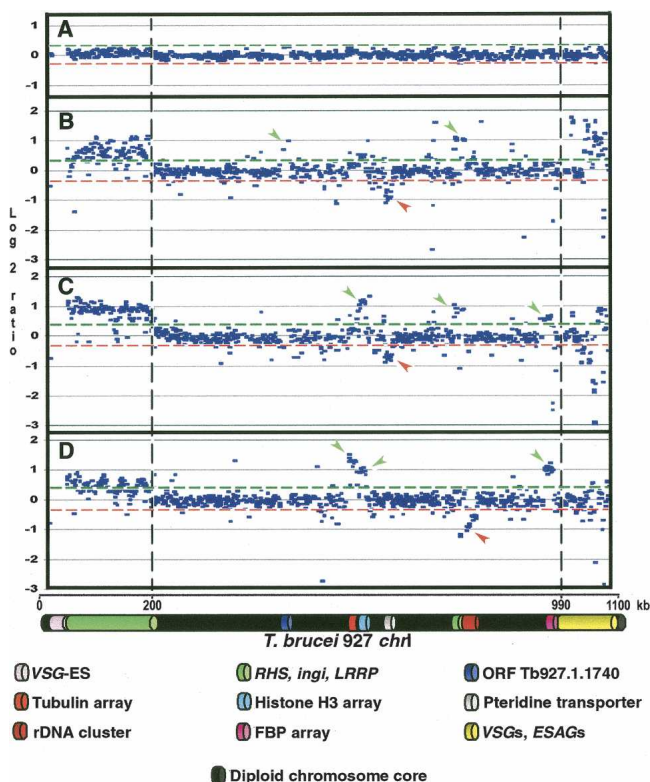 A
1
0
-1
B
2
1
0
-1
-2
-3
Log 2 ratio
C
2
1
0
-1
-2
-3
D
2
1
0
-1
-2
-3
0 200 990 1100 kb
T. brucei 927 chrI
VSG-ES
RHS, ingi, LRRP
ORF Tb927.1.1740
Tubulin array
Histone H3 array
Pteridine transporter
rDNA cluster
FBP array
VSGs, ESAGs
Diploid chromosome core